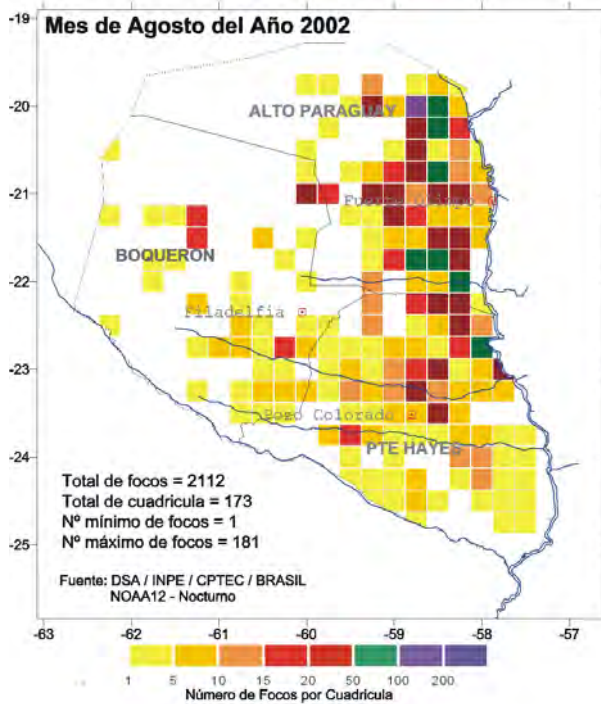 Mes de Agosto del Año 2002
-19
-20
-21
-22
-23
-24
-25
ALTO PARAGUAY
Fuerte Olimpo
BOQUERON
Filadelfia
Pozo Colorado
PTE HAYES
Total de focos = 2112
Total de cuadricula = 173
Nº mínimo de focos = 1
Nº máximo de focos = 181
Fuente: DSA / INPE / CPTEC / BRASIL
NOAA12 - Nocturno
-63 -62 -61 -60 -59 -58 -57
1 5 10 15 20 50 100 200
Número de Focos por Cuadrícula